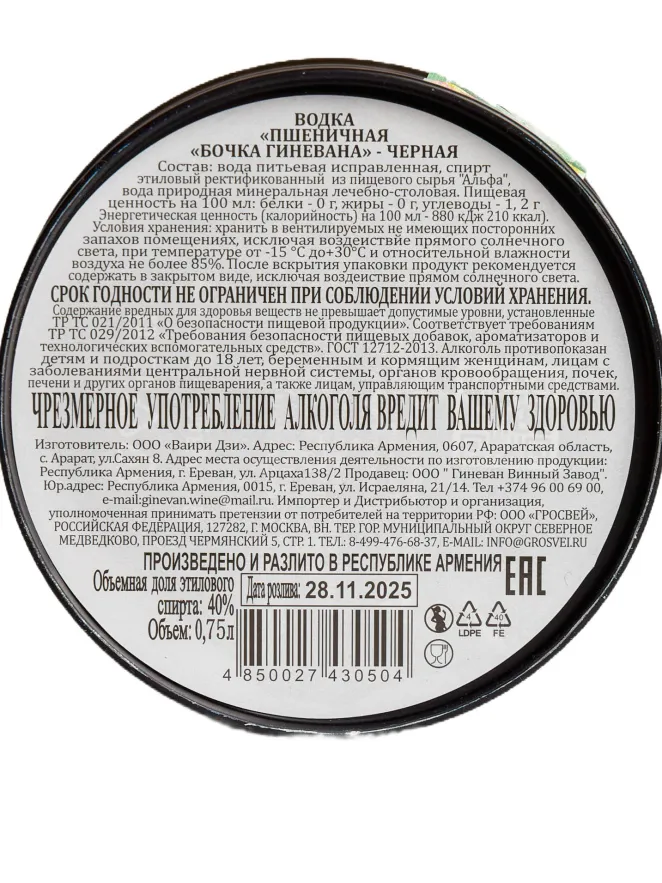 ВОДКА
«ПШЕНИЧНАЯ
«БОЧКА ГИНЕВАНА» - ЧЕРНАЯ
Состав: вода питьевая исправленная, спирт
этиловый ректификованный из пищевого сырья "Альфа",
вода природная минеральная лечебно-столовая. Пищевая
ценность на 100 мл: белки - 0 г, жиры - 0 г, углеводы - 1, 2 г
Энергетическая ценность (калорийность) на 100 мл - 880 кДж 210 ккал).
Условия хранения: хранить в вентилируемых не имеющих посторонних
запахов помещениях, исключая воздействие прямого солнечного
света, при температуре от -15 °С до+30°С и относительной влажности
воздуха не более 85%. После вскрытия упаковки продукт рекомендуется
содержать в закрытом виде, исключая воздействие прямом солнечного света.
СРОК ГОДНОСТИ НЕ ОГРАНИЧЕН ПРИ СОБЛЮДЕНИИ УСЛОВИЙ ХРАНЕНИЯ.
Содержание вредных для здоровья веществ не превышает допустимые уровни, установленные
ТР ТС 021/2011 «О безопасности пищевой продукции». Соответствует требованиям
ТР ТС 029/2012 «Требования безопасности пищевых добавок, ароматизаторов и
технологических вспомогательных средств». ГОСТ 12712-2013. Алкоголь противопоказан
детям и подросткам до 18 лет, беременным и кормящим женщинам, лицам с
заболеваниями центральной нервной системы, органов кровообращения, почек,
печени и других органов пищеварения, а также лицам, управляющим транспортными средствами.
ЧРЕЗМЕРНОЕ УПОТРЕБЛЕНИЕ АЛКОГОЛЯ ВРЕДИТ ВАШЕМУ ЗДОРОВЬЮ
Изготовитель: ООО «Ваири Дзи». Адрес: Республика Армения, 0607, Араратская область,
с. Арарат, ул.Сахян 8. Адрес места осуществления деятельности по изготовлению продукции:
Республика Армения, г. Ереван, ул. Арцаха138/2 Продавец: ООО " Гиневан Винный Завод".
Юр.адрес: Республика Армения, 0015, г. Ереван, ул. Исраеляна, 21/14. Тел +374 96 00 69 00,
e-mail:ginevan.wine@mail.ru. Импортер и Дистрибьютор и организация,
уполномоченная принимать претензии от потребителей на территории РФ: ООО «ГРОСВЕЙ»,
РОССИЙСКАЯ ФЕДЕРАЦИЯ, 127282, Г. МОСКВА, ВН. ТЕР. ГОР. МУНИЦИПАЛЬНЫЙ ОКРУГ СЕВЕРНОЕ
МЕДВЕДКОВО, ПРОЕЗД ЧЕРМЯНСКИЙ 5, СТР. 1. ТЕЛ.: 8-499-476-68-37, E-MAIL: INFO@GROSVEI.RU
ПРОИЗВЕДЕНО И РАЗЛИТО В РЕСПУБЛИКЕ АРМЕНИЯ
EAC
Объемная доля этилового
спирта: 40%
Объем: 0,75л
Дата розлива: 28.11.2025
4 LDPE
40 FE
4 850027 430504